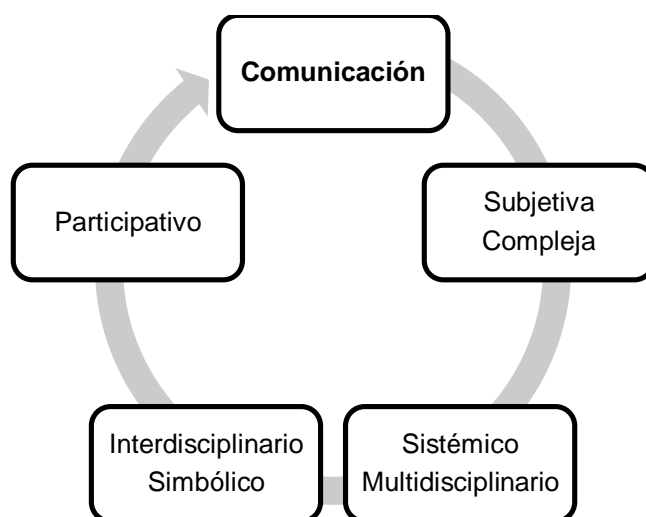 Comunicación
Subjetiva
Compleja
Sistémico
Multidisciplinario
Interdisciplinario
Simbólico
Participativo